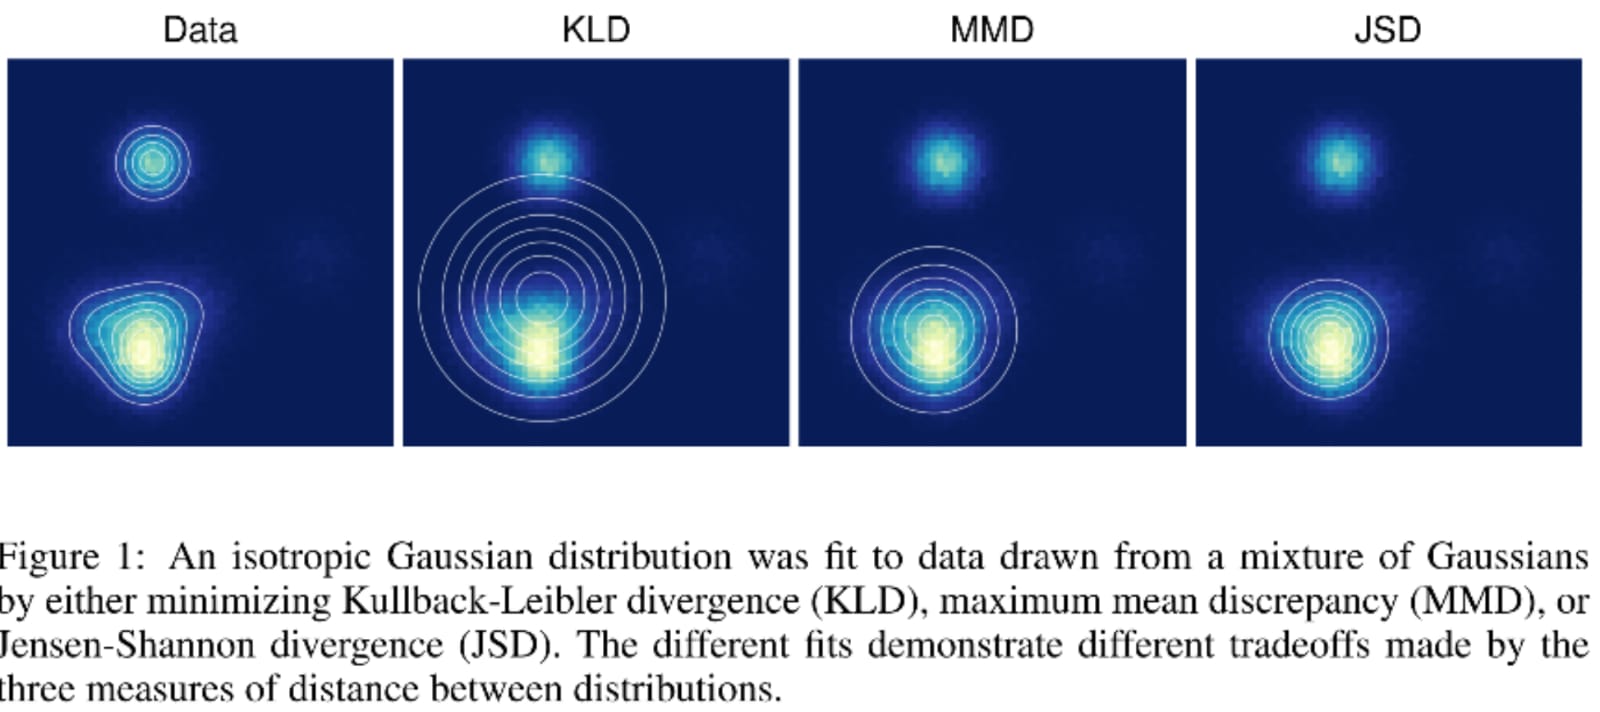 Data
KLD
MMD
JSD
Figure 1: An isotropic Gaussian distribution was fit to data drawn from a mixture of Gaussians
by either minimizing Kullback-Leibler divergence (KLD), maximum mean discrepancy (MMD), or
Jensen-Shannon divergence (JSD). The different fits demonstrate different tradeoffs made by the
three measures of distance between distributions.